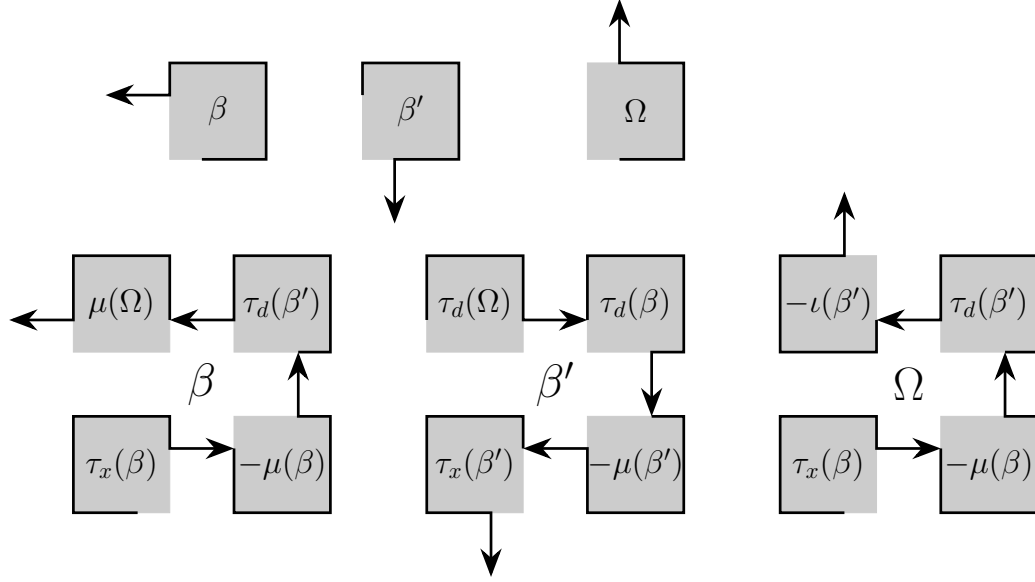 β β′ Ω
μ(Ω) τ_d(β′) τ_d(Ω) τ_d(β) −ι(β′) τ_d(β′)
β β′ Ω
τ_x(β) −μ(β) τ_x(β′) −μ(β′) τ_x(β) −μ(β)